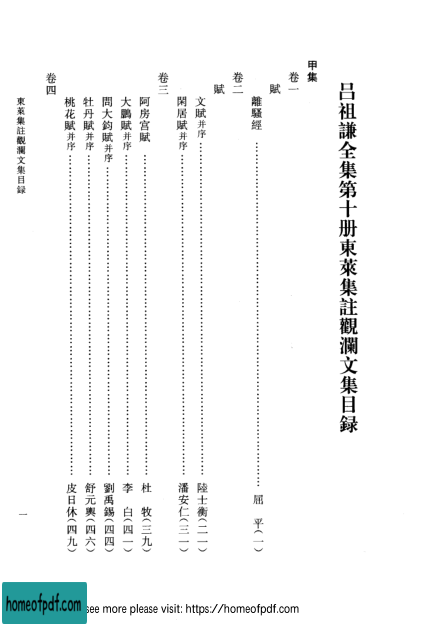 吕祖謙全集第十册東萊集註觀瀾文集目録
甲集
卷一
賦
離騷經 屈　平(一)
卷二
賦
文賦并序 陸士衡(二一)
閑居賦并序 潘安仁(三一)
卷三
阿房宫賦 杜　牧(三九)
大鵬賦并序 李　白(四一)
問大鈞賦并序 劉禹錫(四四)
牡丹賦并序 舒元輿(四六)
桃花賦并序 皮日休(四九)
卷四
東萊集註觀瀾文集目録
一
homeofpdf.com
see more please visit: https://homeofpdf.com